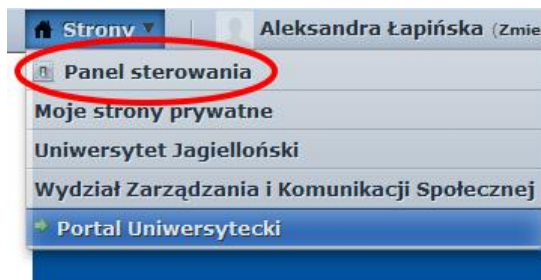 Strony Aleksandra Łapińska (Zmie
Panel sterowania
Moje strony prywatne
Uniwersytet Jagielloński
Wydział Zarządzania i Komunikacji Społecznej
Portal Uniwersytecki